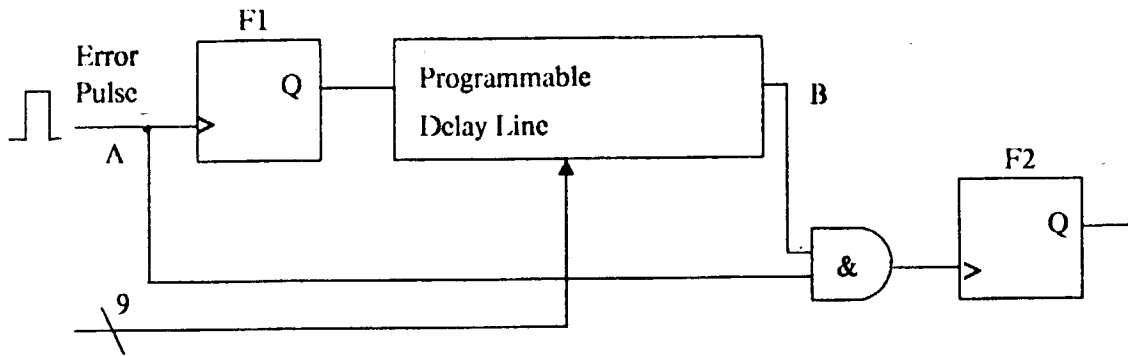 F1
Error
Pulse
A
Q
Programmable
Delay Line
B
F2
Q
&
9